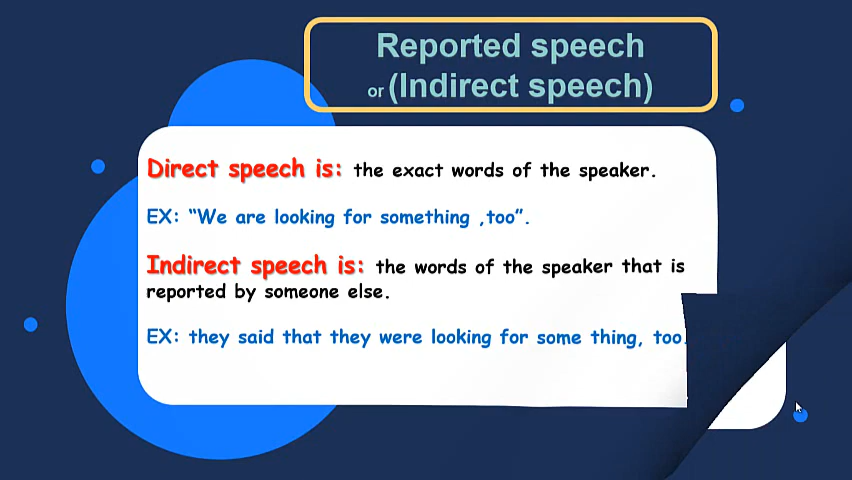 Reported speech
or (Indirect speech)
Direct speech is: the exact words of the speaker.
EX: “We are looking for something ,too”.
Indirect speech is: the words of the speaker that is
reported by someone else.
EX: they said that they were looking for some thing, too.